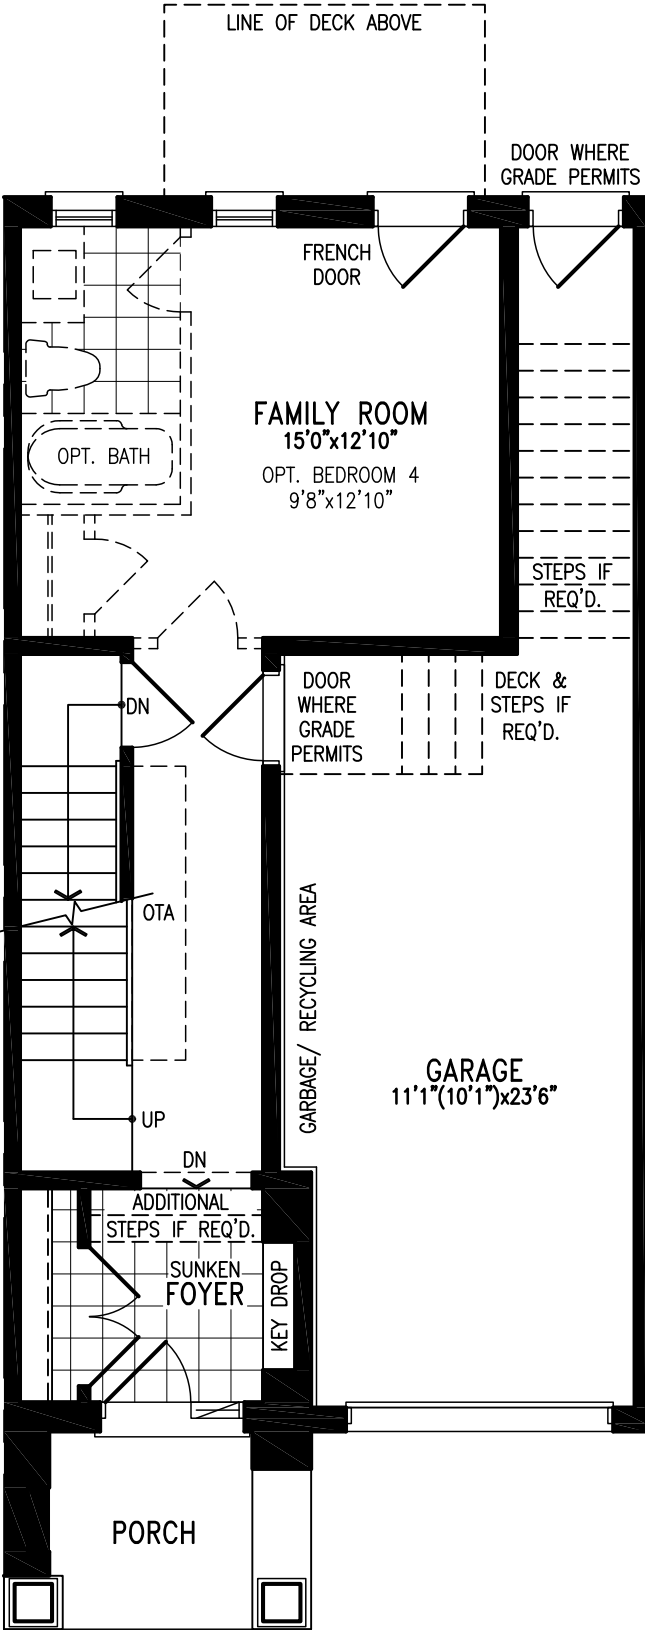 LINE OF DECK ABOVE
DOOR WHERE
GRADE PERMITS
FRENCH
DOOR
FAMILY ROOM
15'0"x12'10"
OPT. BEDROOM 4
9'8"x12'10"
OPT. BATH
STEPS IF
REQ'D.
DOOR
WHERE
GRADE
PERMITS
DECK &
STEPS IF
REQ'D.
DN
OTA
GARBAGE/ RECYCLING AREA
GARAGE
11'1"(10'1")x23'6"
UP
DN
ADDITIONAL
STEPS IF REQ'D.
SUNKEN
FOYER
KEY DROP
PORCH